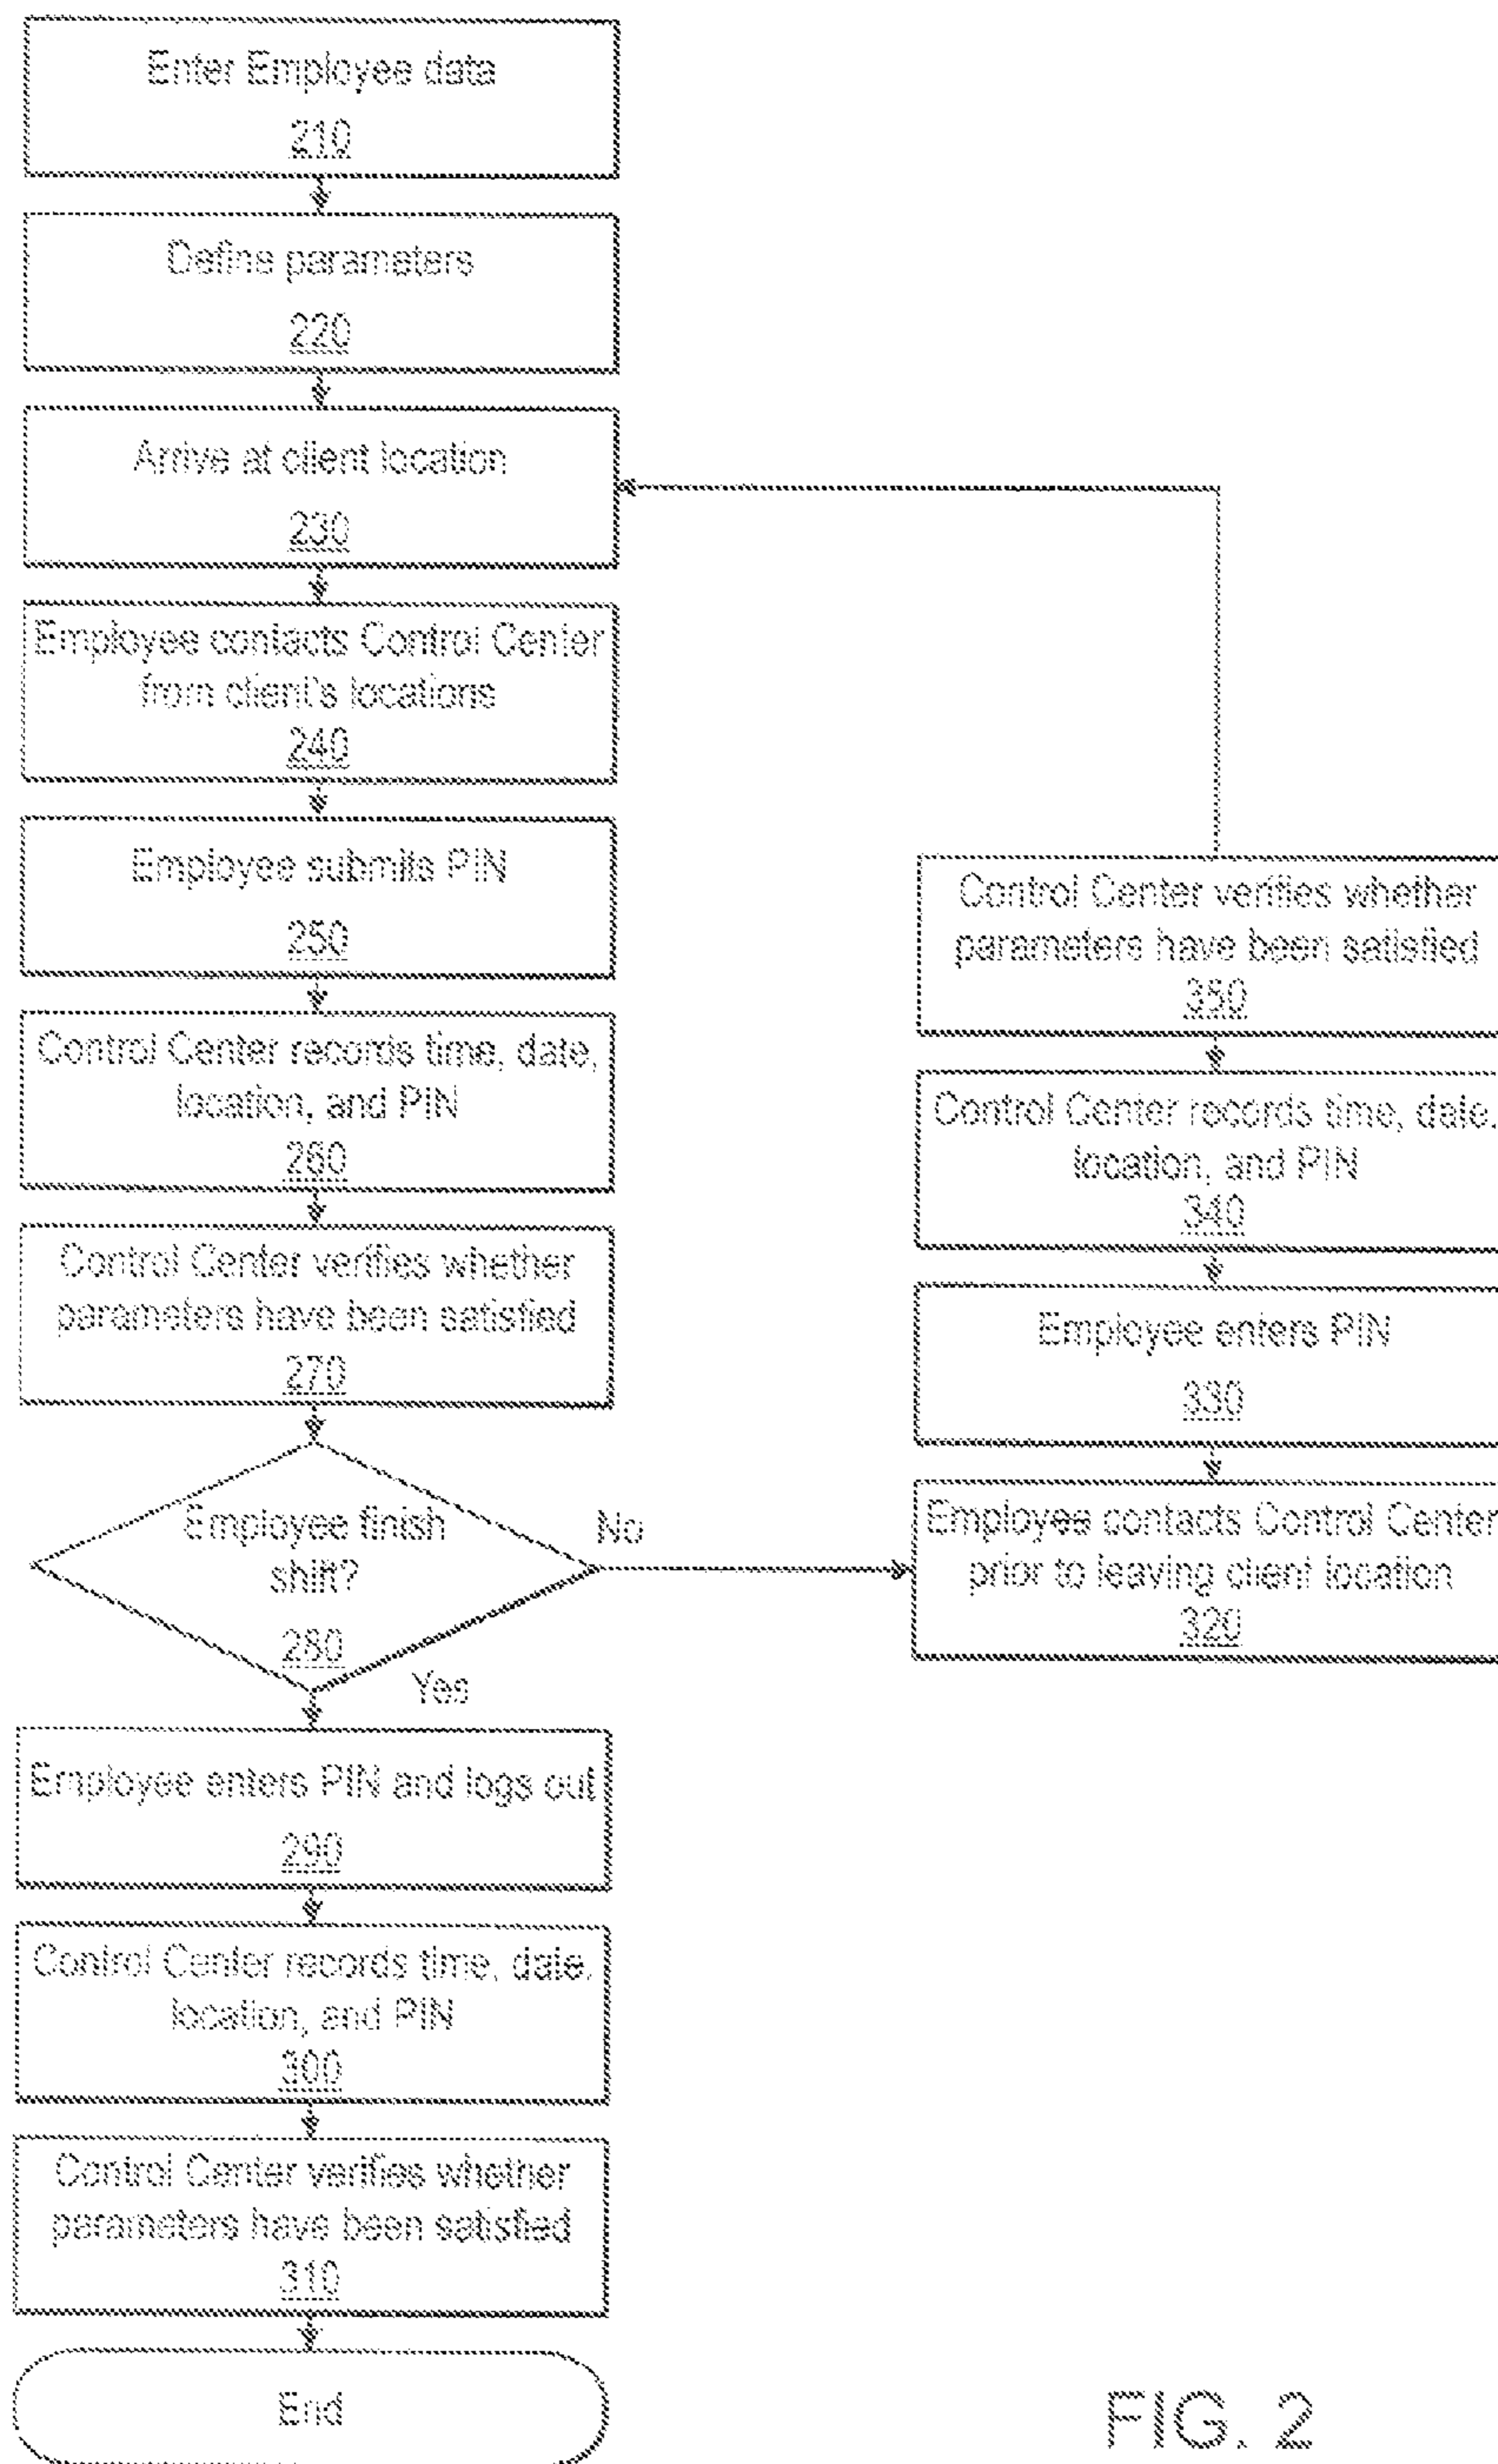 Enter Employee data
210
Define parameters
220
Arrive at client location
230
Employee contacts Control Center
from client's locations
240
Employee submits PIN
250
Control Center records time, date,
location, and PIN
260
Control Center verifies whether
parameters have been satisfied
270
Employee finish
shift?
280
No
Yes
Employee enters PIN and logs out
290
Control Center records time, date,
location, and PIN
300
Control Center verifies whether
parameters have been satisfied
310
End
Control Center verifies whether
parameters have been satisfied
350
Control Center records time, date,
location, and PIN
340
Employee enters PIN
330
Employee contacts Control Center
prior to leaving client location
320
FIG. 2